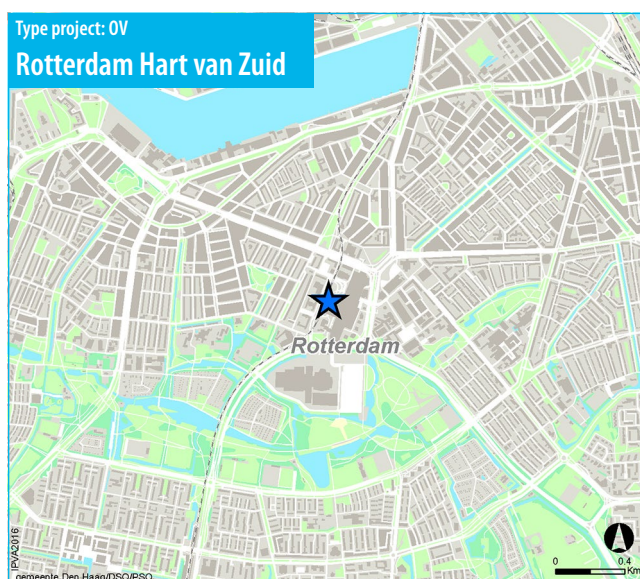 Type project: OV
Rotterdam Hart van Zuid
Rotterdam
IPVA2016
gemeente Den Haag/DSO/PSO
0 0.4
Km